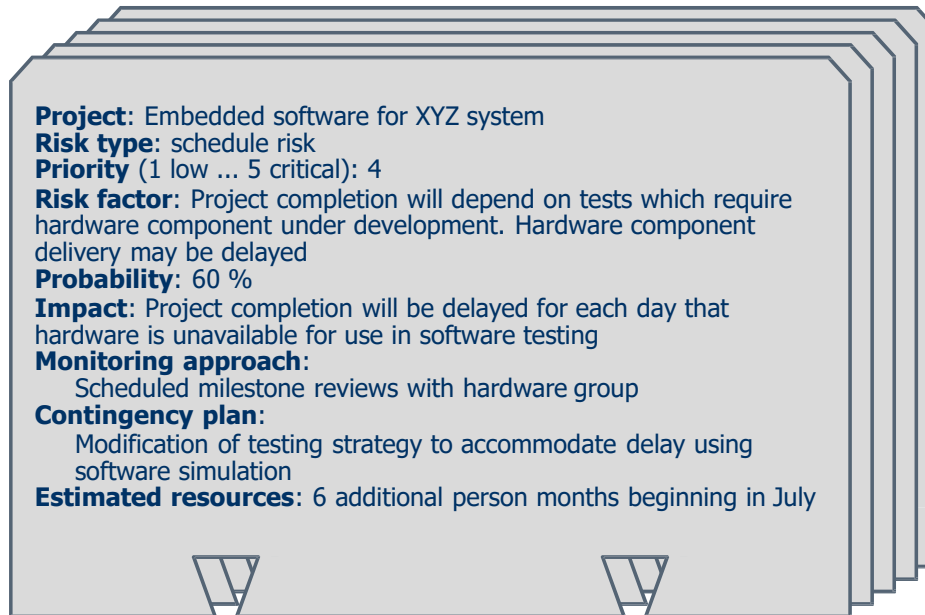 Project: Embedded software for XYZ system
Risk type: schedule risk
Priority (1 low ... 5 critical): 4
Risk factor: Project completion will depend on tests which require
hardware component under development. Hardware component
delivery may be delayed
Probability: 60 %
Impact: Project completion will be delayed for each day that
hardware is unavailable for use in software testing
Monitoring approach:
Scheduled milestone reviews with hardware group
Contingency plan:
Modification of testing strategy to accommodate delay using
software simulation
Estimated resources: 6 additional person months beginning in July